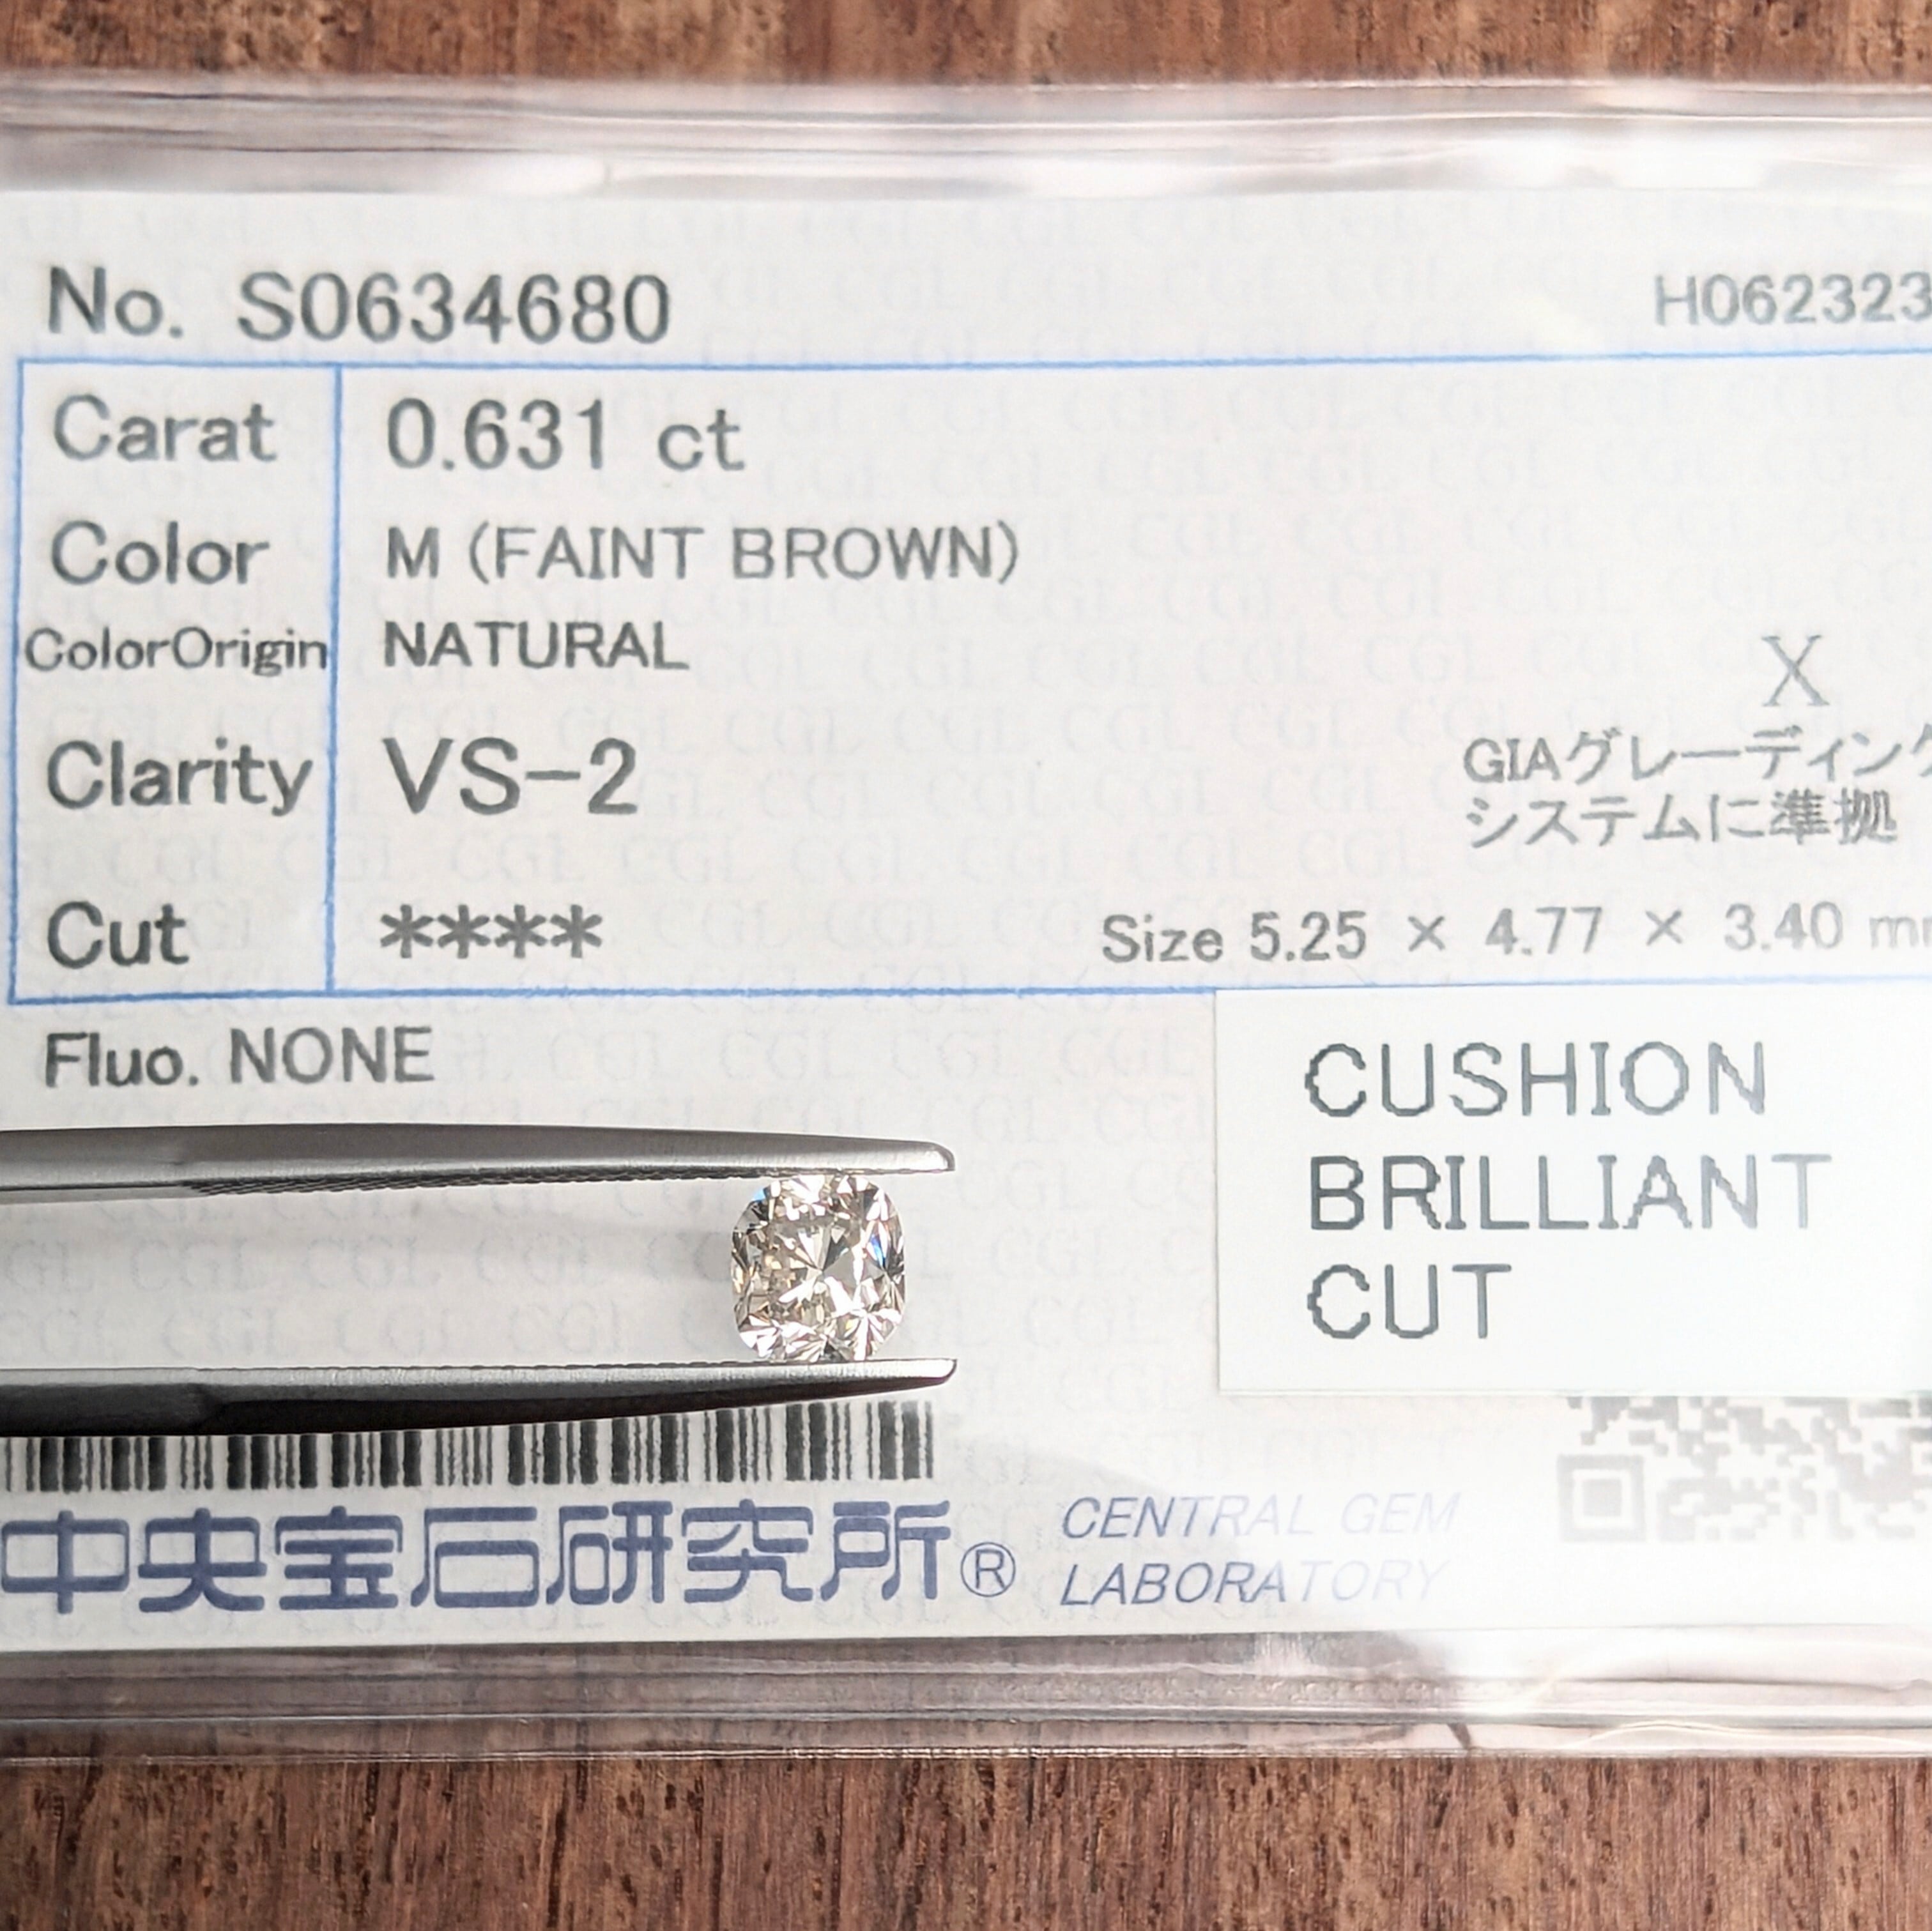 No. S0634680
H062323
Carat 0.631 ct
Color M (FAINT BROWN)
ColorOrigin NATURAL
X
GIAグレーディング
システムに準拠
Clarity VS-2
Cut ****
Size 5.25 × 4.77 × 3.40 mm
Fluo. NONE
CUSHION
BRILLIANT
CUT
中央宝石研究所®
CENTRAL GEM
LABORATORY